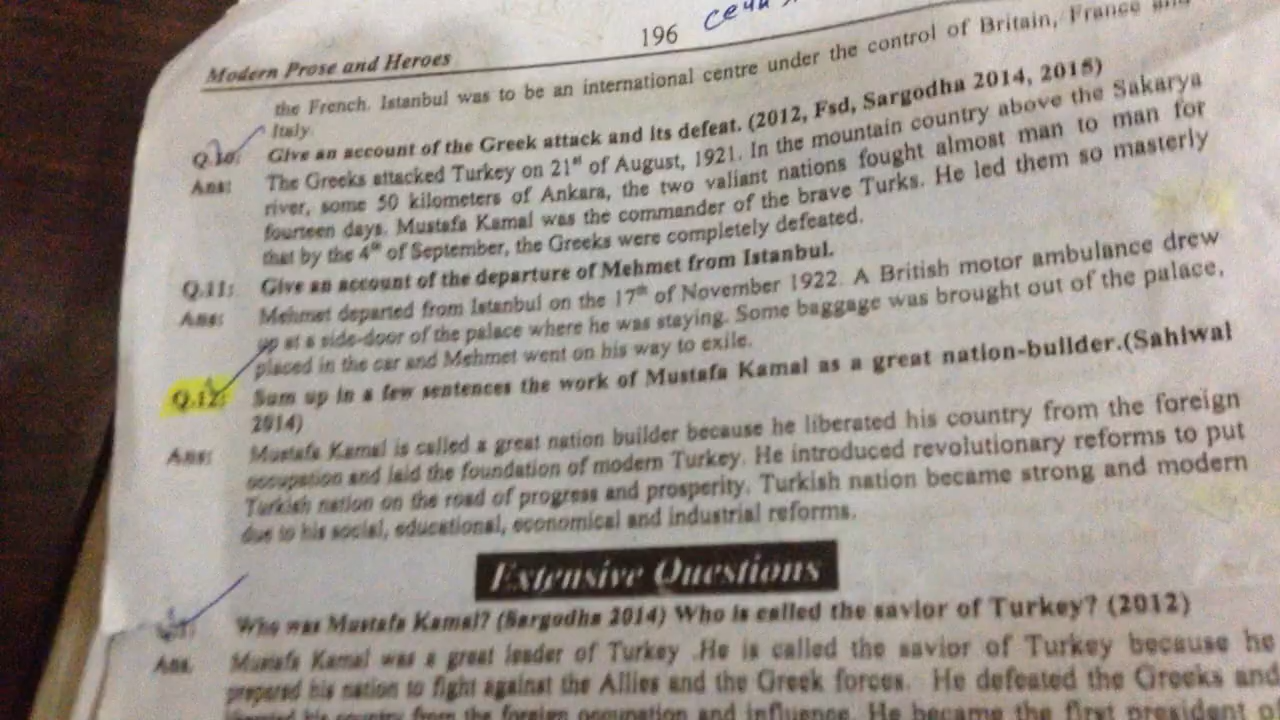 196
Modern Prose and Heroes
the French. Istanbul was to be an international centre under the control of Britain, France and
Italy.
Q.10: Give an account of the Greek attack and its defeat. (2012, Fsd, Sargodha 2014, 2015)
Ans: The Greeks attacked Turkey on 21st of August, 1921. In the mountain country above the Sakarya
river, some 50 kilometers of Ankara, the two valiant nations fought almost man to man for
fourteen days. Mustafa Kamal was the commander of the brave Turks. He led them so masterly
that by the 4th of September, the Greeks were completely defeated.
Q.11: Give an account of the departure of Mehmet from Istanbul.
Ans: Mehmet departed from Istanbul on the 17th of November 1922. A British motor ambulance drew
up at a side-door of the palace where he was staying. Some baggage was brought out of the palace,
placed in the car and Mehmet went on his way to exile.
Q.12: Sum up in a few sentences the work of Mustafa Kamal as a great nation-builder.(Sahiwal
2014)
Ans: Mustafa Kamal is called a great nation builder because he liberated his country from the foreign
occupation and laid the foundation of modern Turkey. He introduced revolutionary reforms to put
Turkish nation on the road of progress and prosperity. Turkish nation became strong and modern
due to his social, educational, economical and industrial reforms.
Extensive Questions
Who was Mustafa Kamal? (Sargodha 2014) Who is called the savior of Turkey? (2012)
Ans. Mustafa Kamal was a great leader of Turkey .He is called the savior of Turkey because he
prepared his nation to fight against the Allies and the Greek forces. He defeated the Greeks and
his country from the foreign occupation and influence. He became the first president of